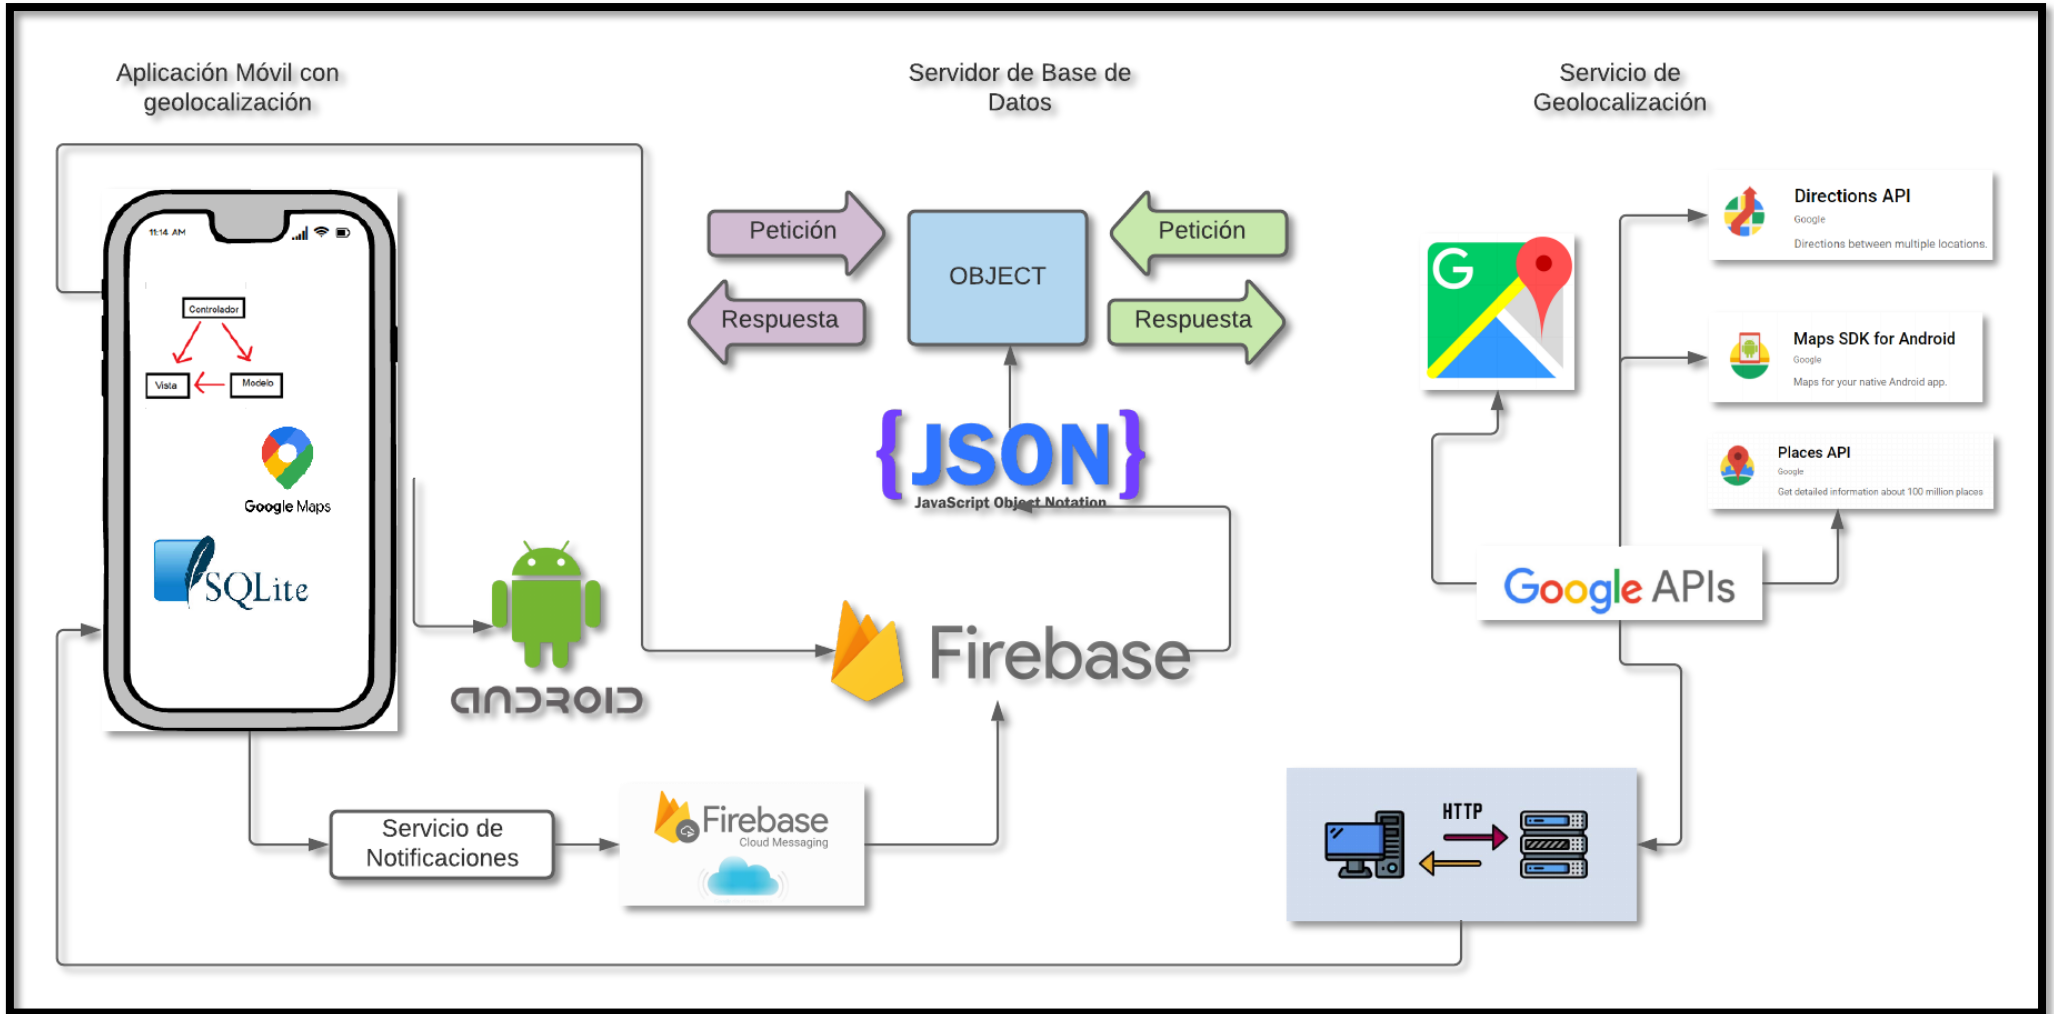 Aplicación Móvil con
geolocalización
Servidor de Base de
Datos
Servicio de
Geolocalización
11:14 AM
Controlador
Vista
Modelo
Google Maps
SQLite
ANDROID
Petición
Respuesta
OBJECT
Petición
Respuesta
{JSON}
JavaScript Object Notation
Firebase
Servicio de
Notificaciones
Firebase
Cloud Messaging
G
Directions API
Google
Directions between multiple locations.
Maps SDK for Android
Google
Maps for your native Android app.
Places API
Google
Get detailed information about 100 million places
Google APIs
HTTP